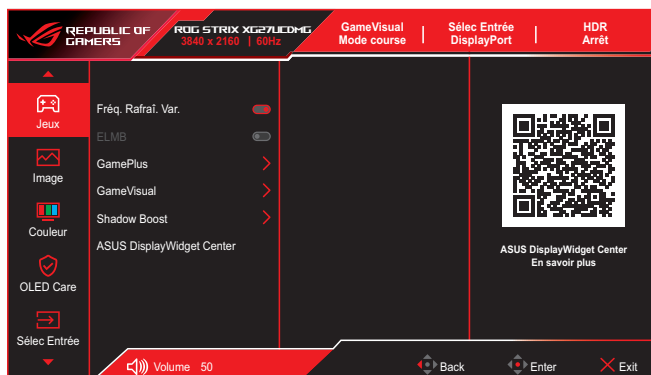 REPUBLIC OF
GAMERS
ROG STRIX XG27UCDMG
3840 x 2160 | 60Hz
GameVisual
Mode course
Sélec Entrée
DisplayPort
HDR
Arrêt
Jeux
Image
Couleur
OLED Care
Sélec Entrée
Fréq. Rafraî. Var.
ELMB
GamePlus
GameVisual
Shadow Boost
ASUS DisplayWidget Center
ASUS DisplayWidget Center
En savoir plus
Volume 50
Back
Enter
Exit